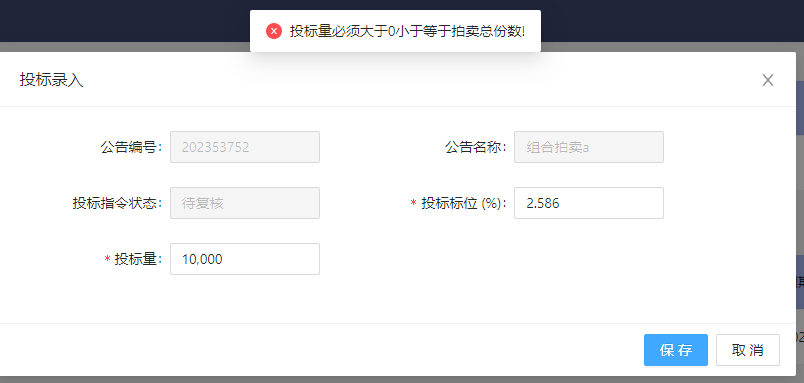 投标量必须大于0小于等于拍卖总份数!
投标录入
公告编号: 202353752 公告名称: 组合拍卖a
投标指令状态: 待复核 * 投标标位 (%): 2.586
* 投标量: 10,000
保 存 取 消